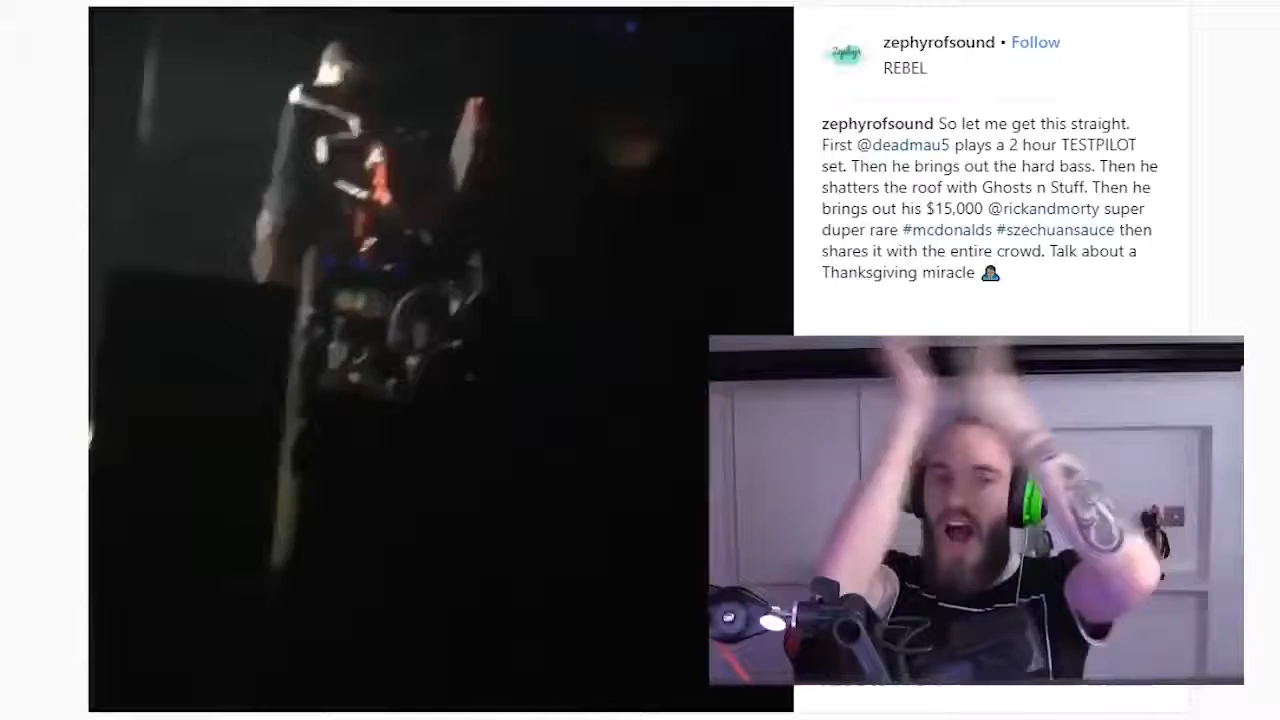 zephyrofsound • Follow
REBEL
zephyrofsound So let me get this straight.
First @deadmau5 plays a 2 hour TESTPILOT
set. Then he brings out the hard bass. Then he
shatters the roof with Ghosts n Stuff. Then he
brings out his $15,000 @rickandmorty super
duper rare #mcdonalds #szechuansauce then
shares it with the entire crowd. Talk about a
Thanksgiving miracle